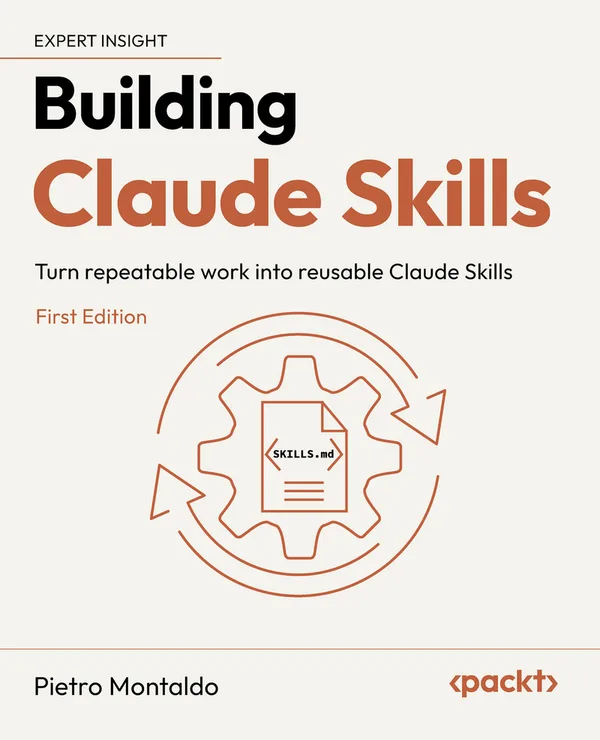 EXPERT INSIGHT
Building
Claude Skills
Turn repeatable work into reusable Claude Skills
First Edition
<SKILLS.md>
Pietro Montaldo
<packt>